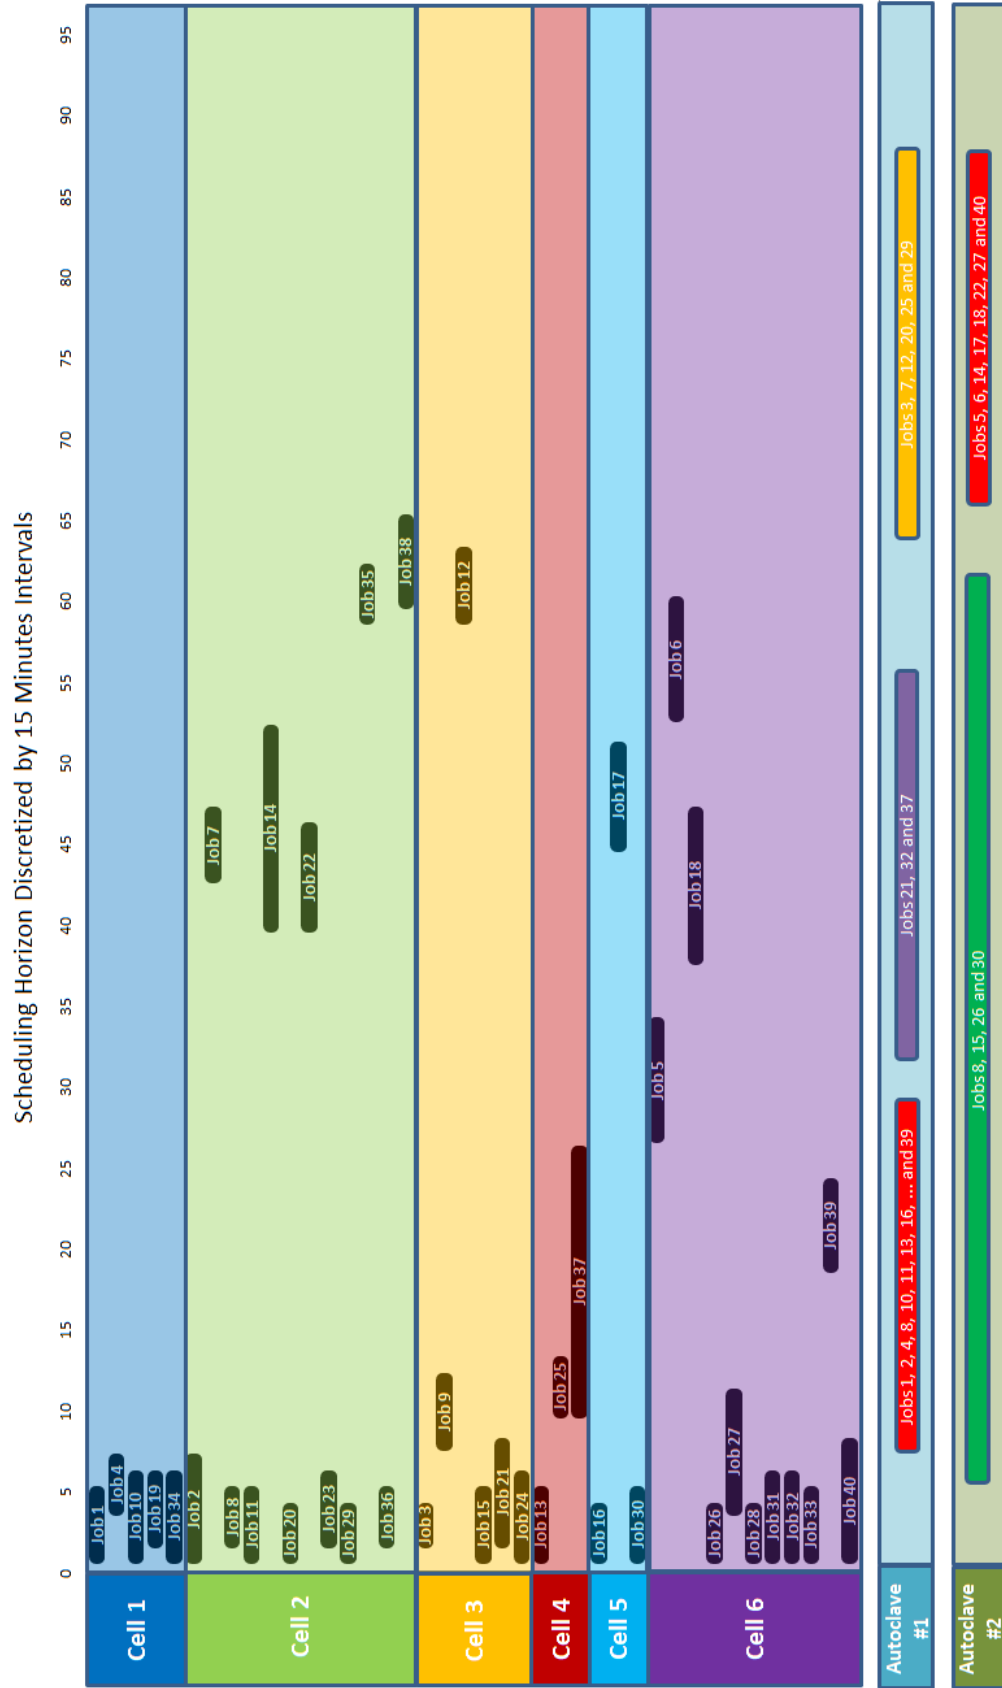 Scheduling Horizon Discretized by 15 Minutes Intervals
0 5 10 15 20 25 30 35 40 45 50 55 60 65 70 75 80 85 90 95
Cell 1
Job 1
Job 4
Job 10
Job 19
Job 34
Cell 2
Job 2
Job 7
Job 8
Job 11
Job 14
Job 20
Job 22
Job 23
Job 29
Job 35
Job 36
Job 38
Cell 3
Job 3
Job 9
Job 12
Job 15
Job 21
Job 24
Cell 4
Job 13
Job 25
Job 37
Cell 5
Job 16
Job 17
Job 30
Cell 6
Job 5
Job 6
Job 18
Job 26
Job 27
Job 28
Job 31
Job 32
Job 33
Job 39
Job 40
Autoclave
#1
Jobs 1, 2, 4, 8, 10, 11, 13, 16, ... and 39
Jobs 21, 32 and 37
Jobs 3, 7, 12, 20, 25 and 29
Autoclave
#2
Jobs 8, 15, 26 and 30
Jobs 5, 6, 14, 17, 18, 22, 27 and 40